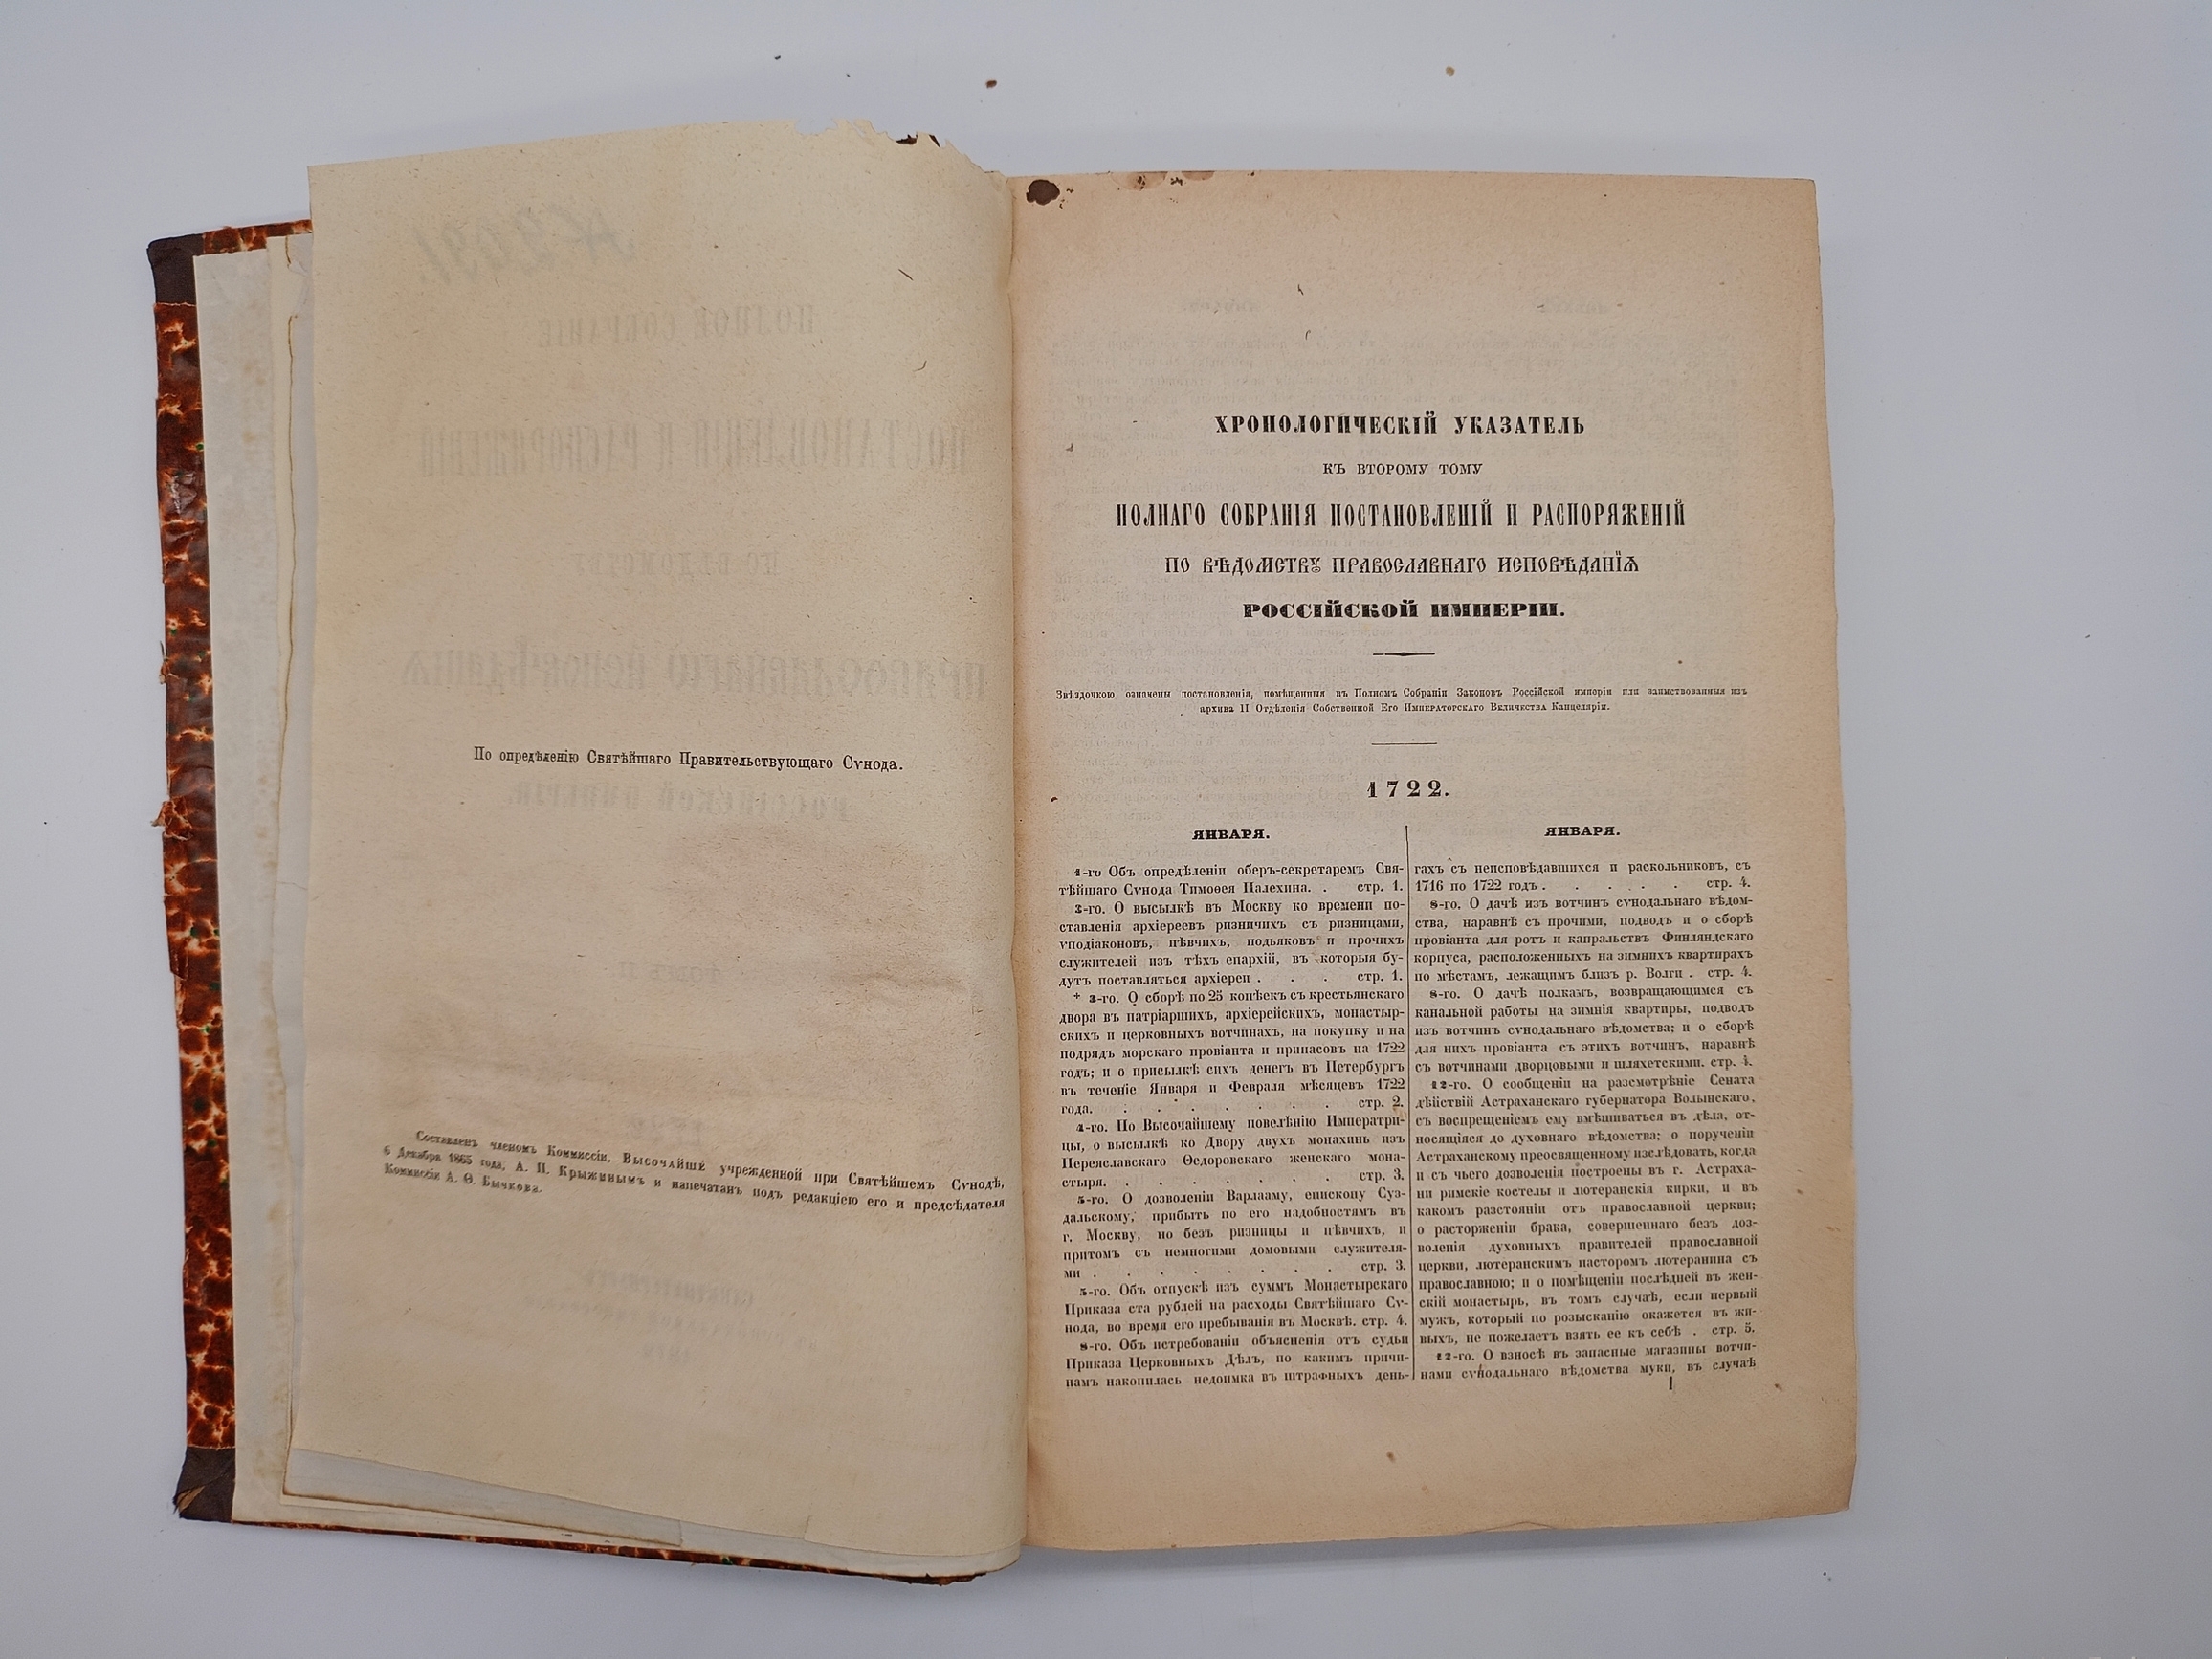 По опредѣленію Святѣйшаго Правительствующаго Сѵнода.
Составленъ членомъ Коммиссіи, Высочайше учрежденной при Святѣйшемъ Сѵнодѣ,
6 Декабря 1865 года, А. П. Крыжинымъ и напечатанъ подъ редакціею его и предсѣдателя
Коммиссіи А. Ѳ. Бычкова.
ХРОНОЛОГИЧЕСКІЙ УКАЗАТЕЛЬ
КЪ ВТОРОМУ ТОМУ
ПОЛНАГО СОБРАНІЯ ПОСТАНОВЛЕНІЙ И РАСПОРЯЖЕНІЙ
ПО ВѢДОМСТВꙋ ПРАВОСЛАВНАГО ИСПОВѢДАНЇѦ
РОССІЙСКОЙ ИМПЕРІИ.
Звѣздочкою означены постановленія, помѣщенныя въ Полномъ Собраніи Законовъ Россійской имперіи или заимствованныя изъ
архива II Отдѣленія Собственной Его Императорскаго Величества Канцеляріи.
1722.
ЯНВАРЯ.
1-го Объ опредѣленіи оберъ-секретаремъ Свя-
тѣйшаго Сѵнода Тимоѳея Палехина. . стр. 1.
3-го. О высылкѣ въ Москву ко времени по-
ставленія архіереевъ ризничихъ съ ризницами,
ѵподіаконовъ, пѣвчихъ, подьяковъ и прочихъ
служителей изъ тѣхъ епархій, въ которыя бу-
дутъ поставляться архіереи . . . стр. 1.
* 3-го. О сборѣ по 25 копѣекъ съ крестьянскаго
двора въ патріаршихъ, архіерейскихъ, монастыр-
скихъ и церковныхъ вотчинахъ, на покупку и на
подрядъ морскаго провіанта и припасовъ на 1722
годъ; и о присылкѣ сихъ денегъ въ Петербургъ
въ теченіе Января и Февраля мѣсяцевъ 1722
года. . . . . . . . стр. 2.
4-го. По Высочайшему повелѣнію Императри-
цы, о высылкѣ ко Двору двухъ монахинь изъ
Переяславскаго Ѳедоровскаго женскаго мона-
стыря. . . . . . . стр. 3.
5-го. О дозволеніи Варлааму, епископу Суз-
дальскому, прибыть по его надобностямъ въ
г. Москву, но безъ ризницы и пѣвчихъ, и
притомъ съ немногими домовыми служителя-
ми . . . . . . . . стр. 3.
5-го. Объ отпускѣ изъ суммъ Монастырскаго
Приказа ста рублей на расходы Святѣйшаго Сѵ-
нода, во время его пребыванія въ Москвѣ. стр. 4.
8-го. Объ истребованіи объясненія отъ судьи
Приказа Церковныхъ Дѣлъ, по какимъ причи-
намъ накопилась недоимка въ штрафныхъ день-
ЯНВАРЯ.
гахъ съ неисповѣдавшихся и раскольниковъ, съ
1716 по 1722 годъ . . . . . стр. 4.
8-го. О дачѣ изъ вотчинъ сѵнодальнаго вѣдом-
ства, наравнѣ съ прочими, подводъ и о сборѣ
провіанта для ротъ и капральствъ Финляндскаго
корпуса, расположенныхъ на зимнихъ квартирахъ
по мѣстамъ, лежащимъ близъ р. Волги . стр. 4.
8-го. О дачѣ полкамъ, возвращающимся съ
канальной работы на зимнія квартиры, подводъ
изъ вотчинъ сѵнодальнаго вѣдомства; и о сборѣ
для нихъ провіанта съ этихъ вотчинъ, наравнѣ
съ вотчинами дворцовыми и шляхетскими. стр. 4.
12-го. О сообщеніи на разсмотрѣніе Сената
дѣйствій Астраханскаго губернатора Волынскаго,
съ воспрещеніемъ ему вмѣшиваться въ дѣла, от-
носящіяся до духовнаго вѣдомства; о порученіи
Астраханскому преосвященному изслѣдовать, когда
и съ чьего дозволенія построены въ г. Астраха-
ни римскіе костелы и лютеранскія кирки, и въ
какомъ разстояніи отъ православной церкви;
о расторженіи брака, совершеннаго безъ доз-
воленія духовныхъ правителей православной
церкви, лютеранскимъ пасторомъ лютеранина съ
православною; и о помѣщеніи послѣдней въ жен-
скій монастырь, въ томъ случаѣ, если первый
мужъ, который по розысканію окажется въ жи-
выхъ, не пожелаетъ взять ее къ себѣ . стр. 5.
12-го. О взносѣ въ запасные магазины вотчи-
нами сѵнодальнаго вѣдомства муки, въ случаѣ
1